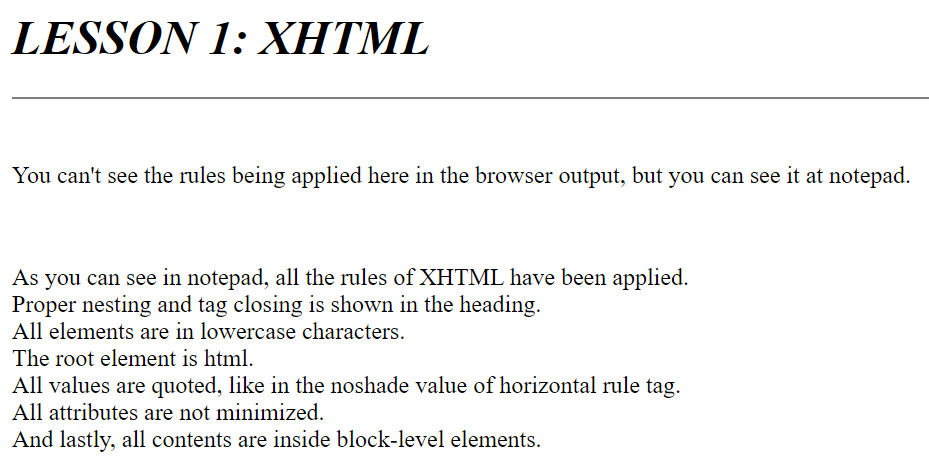 LESSON 1: XHTML
You can't see the rules being applied here in the browser output, but you can see it at notepad.
As you can see in notepad, all the rules of XHTML have been applied.
Proper nesting and tag closing is shown in the heading.
All elements are in lowercase characters.
The root element is html.
All values are quoted, like in the noshade value of horizontal rule tag.
All attributes are not minimized.
And lastly, all contents are inside block-level elements.